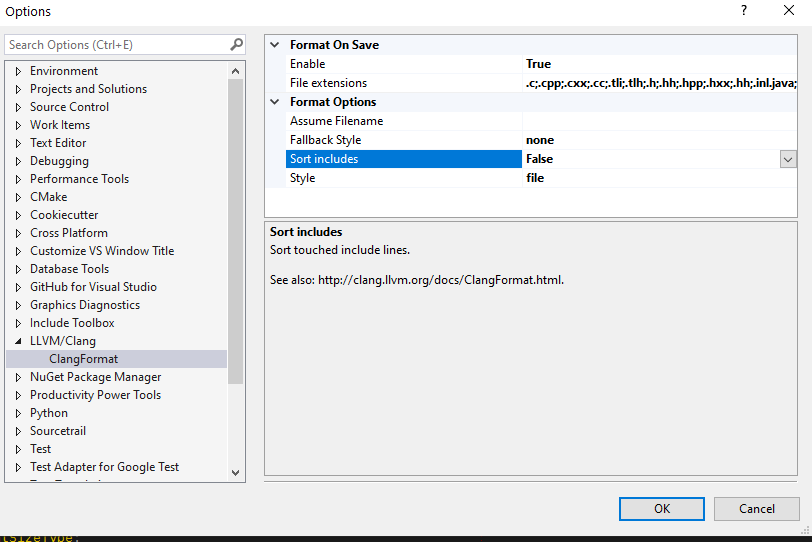 Options
?
Search Options (Ctrl+E)
Environment
Projects and Solutions
Source Control
Work Items
Text Editor
Debugging
Performance Tools
CMake
Cookiecutter
Cross Platform
Customize VS Window Title
Database Tools
GitHub for Visual Studio
Graphics Diagnostics
Include Toolbox
LLVM/Clang
ClangFormat
NuGet Package Manager
Productivity Power Tools
Python
Sourcetrail
Test
Test Adapter for Google Test
Format On Save
Enable True
File extensions .c;.cpp;.cxx;.cc;.tli;.tlh;.h;.hh;.hpp;.hxx;.hh;.inl.java;
Format Options
Assume Filename
Fallback Style none
Sort includes False
Style file
Sort includes
Sort touched include lines.
See also: http://clang.llvm.org/docs/ClangFormat.html.
OK Cancel